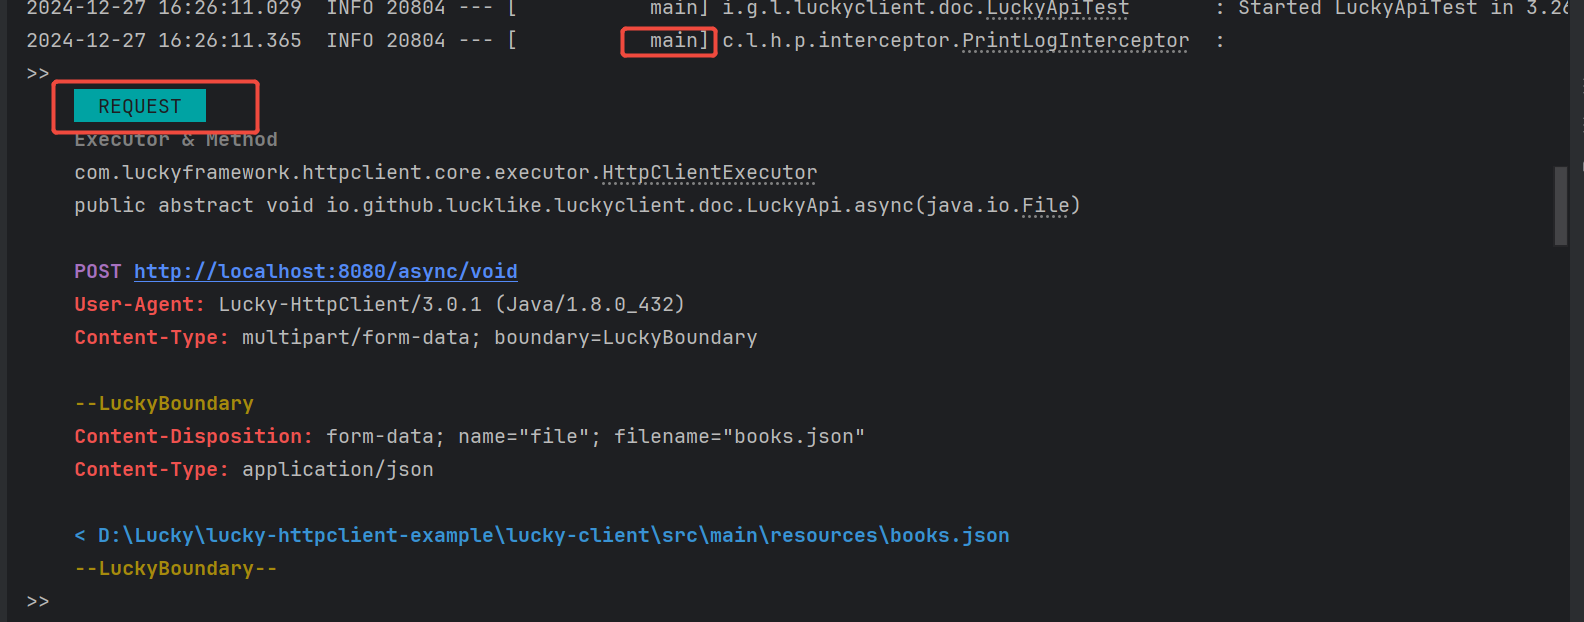 2024-12-27 16:26:11.029  INFO 20804 --- [           main] i.g.l.luckyclient.doc.LuckyApiTest       : Started LuckyApiTest in 3.26
2024-12-27 16:26:11.365  INFO 20804 --- [           main] c.l.h.p.interceptor.PrintLogInterceptor  :
>>
REQUEST
Executor & Method
com.luckyframework.httpclient.core.executor.HttpClientExecutor
public abstract void io.github.lucklike.luckyclient.doc.LuckyApi.async(java.io.File)
POST http://localhost:8080/async/void
User-Agent: Lucky-HttpClient/3.0.1 (Java/1.8.0_432)
Content-Type: multipart/form-data; boundary=LuckyBoundary
--LuckyBoundary
Content-Disposition: form-data; name="file"; filename="books.json"
Content-Type: application/json
< D:\Lucky\lucky-httpclient-example\lucky-client\src\main\resources\books.json
--LuckyBoundary--
>>